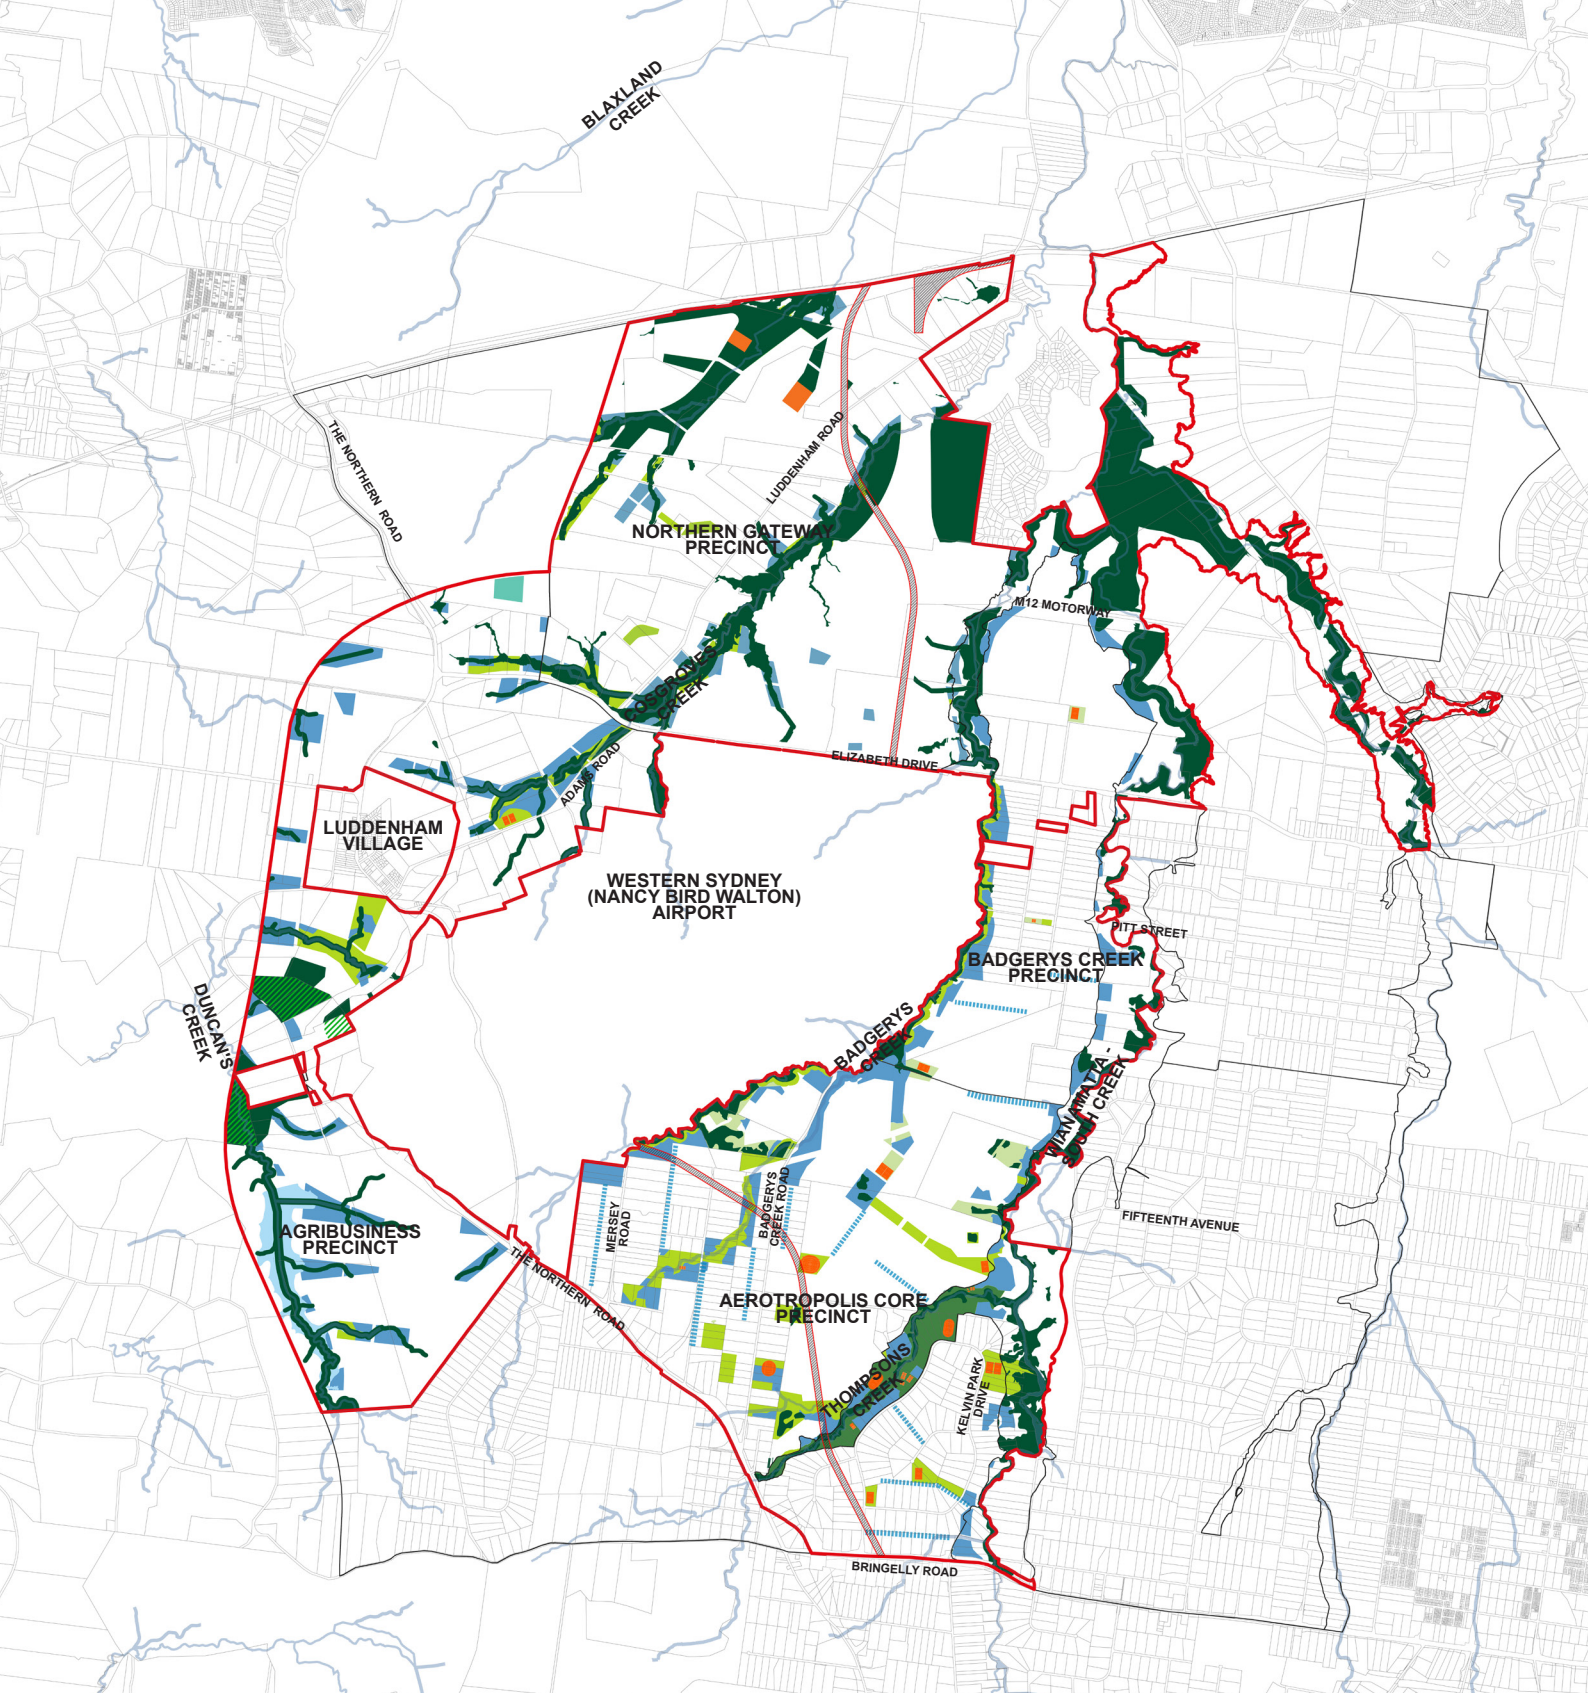 BLAXLAND
CREEK
THE NORTHERN ROAD
LUDDENHAM ROAD
NORTHERN GATEWAY
PRECINCT
M12 MOTORWAY
COSGROVES
CREEK
ELIZABETH DRIVE
ADAMS ROAD
LUDDENHAM
VILLAGE
WESTERN SYDNEY
(NANCY BIRD WALTON)
AIRPORT
PITT STREET
BADGERYS CREEK
PRECINCT
DUNCAN'S
CREEK
BADGERYS
CREEK
WIANAMATTA -
SOUTH CREEK
AGRIBUSINESS
PRECINCT
MERSEY
ROAD
BADGERYS
CREEK ROAD
FIFTEENTH AVENUE
THE NORTHERN ROAD
AEROTROPOLIS CORE
PRECINCT
THOMPSONS
CREEK
KELVIN PARK
DRIVE
BRINGELLY ROAD